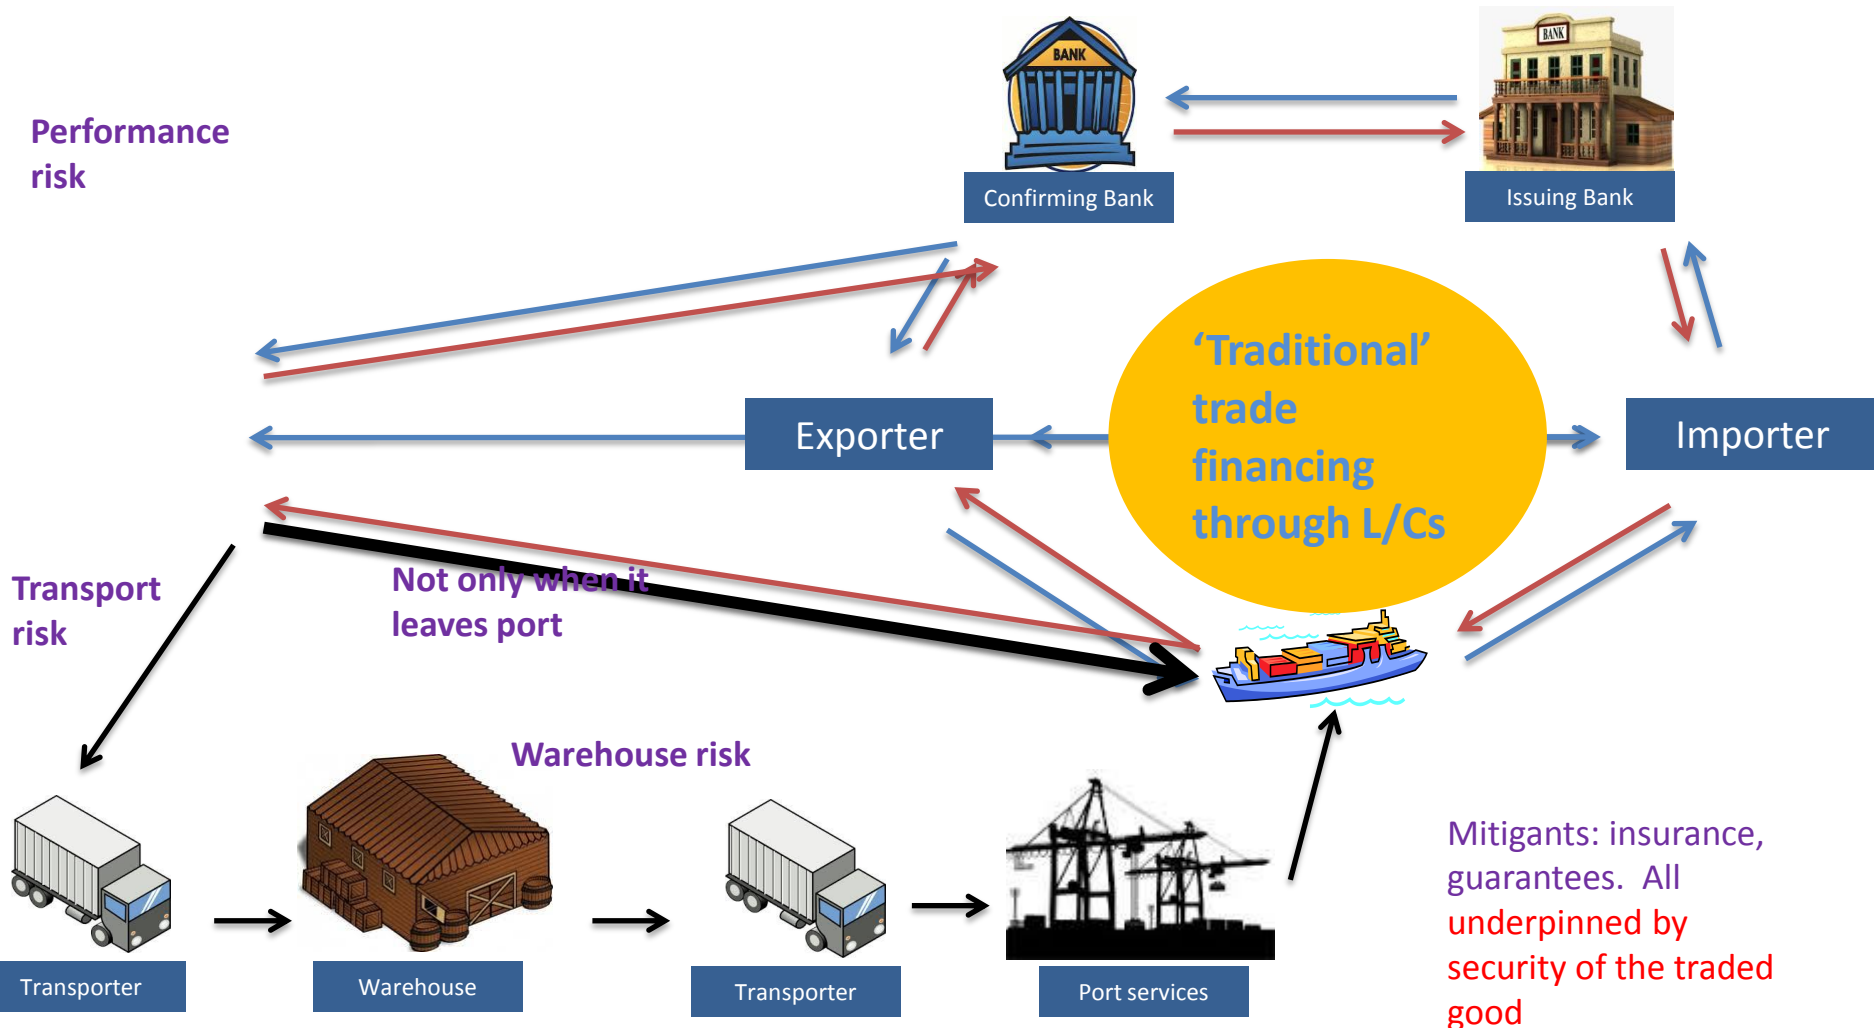 BANK
BANK
Performance
risk
Confirming Bank
Issuing Bank
‘Traditional’
trade
financing
through L/Cs
Exporter
Importer
Transport
risk
Not only when it
leaves port
Warehouse risk
Mitigants: insurance,
guarantees.  All
underpinned by
security of the traded
good
Transporter
Warehouse
Transporter
Port services